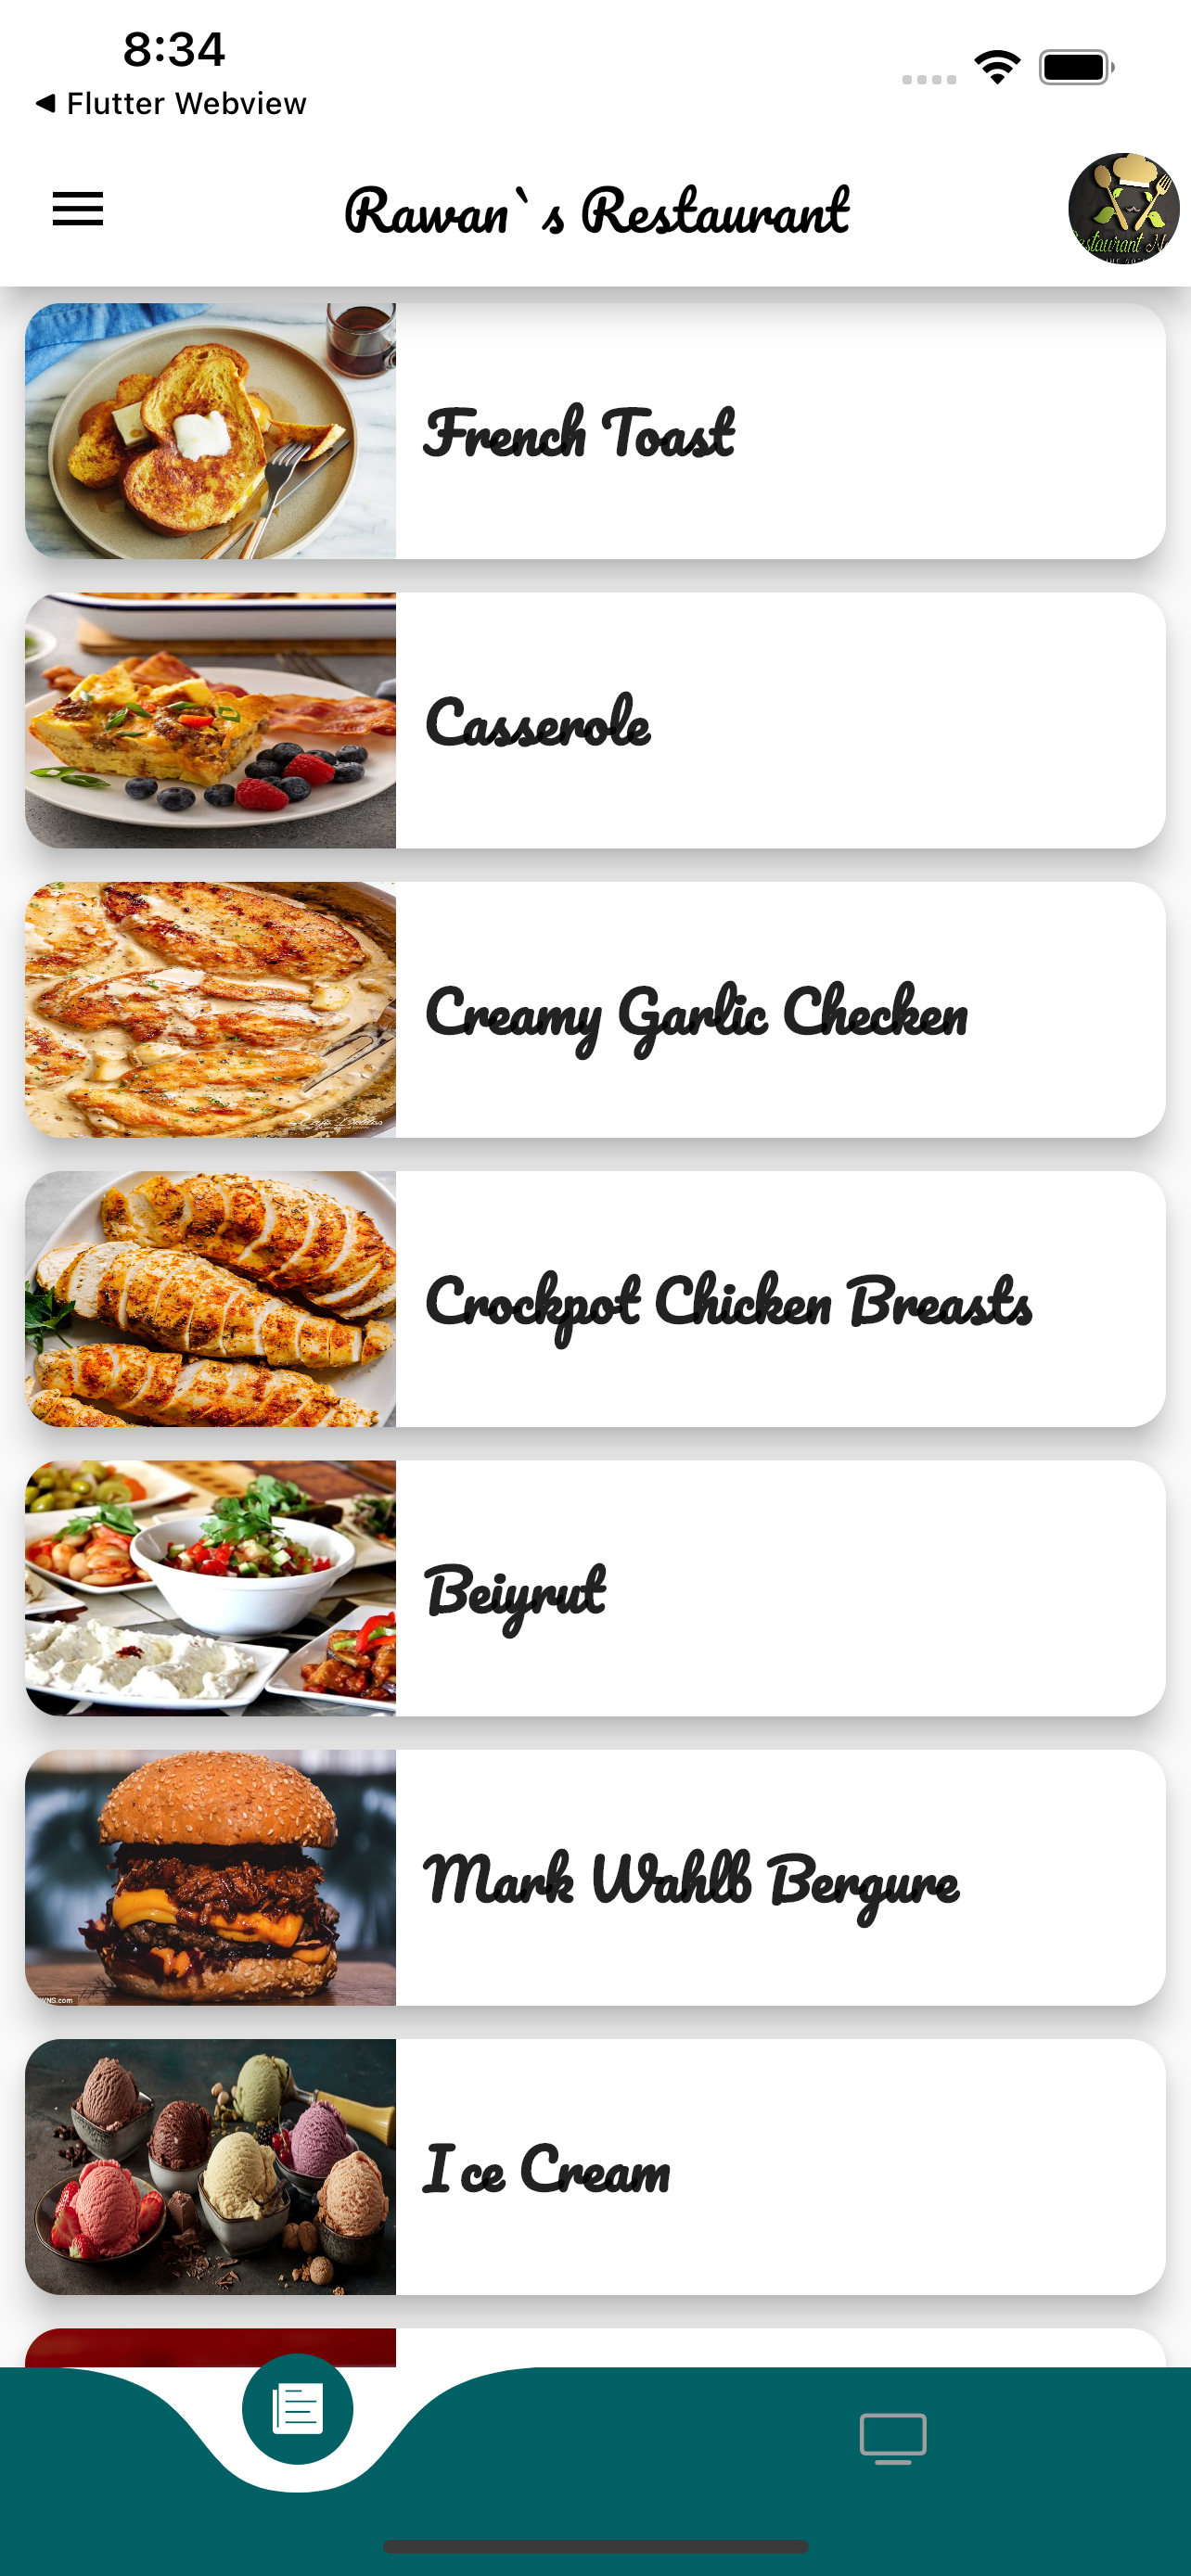 8:34
◀ Flutter Webview
Rawan`s Restaurant
Restaurant
French Toast
Casserole
Creamy Garlic Checken
Crockpot Chicken Breasts
Beiyrut
Mark Wahlb Bergure
Ice Cream